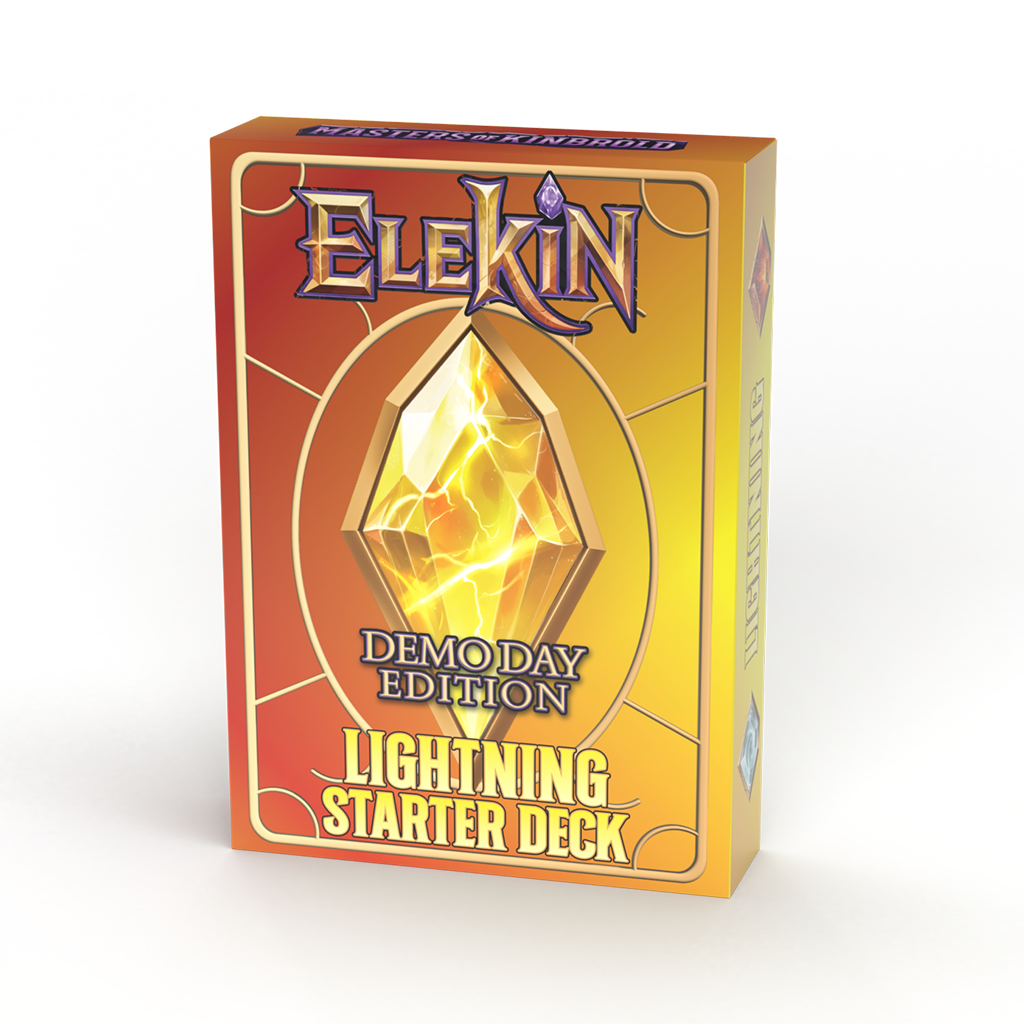 MASTERS OF KINBROLD
ELEKIN
DEMO DAY
EDITION
LIGHTNING
STARTER DECK